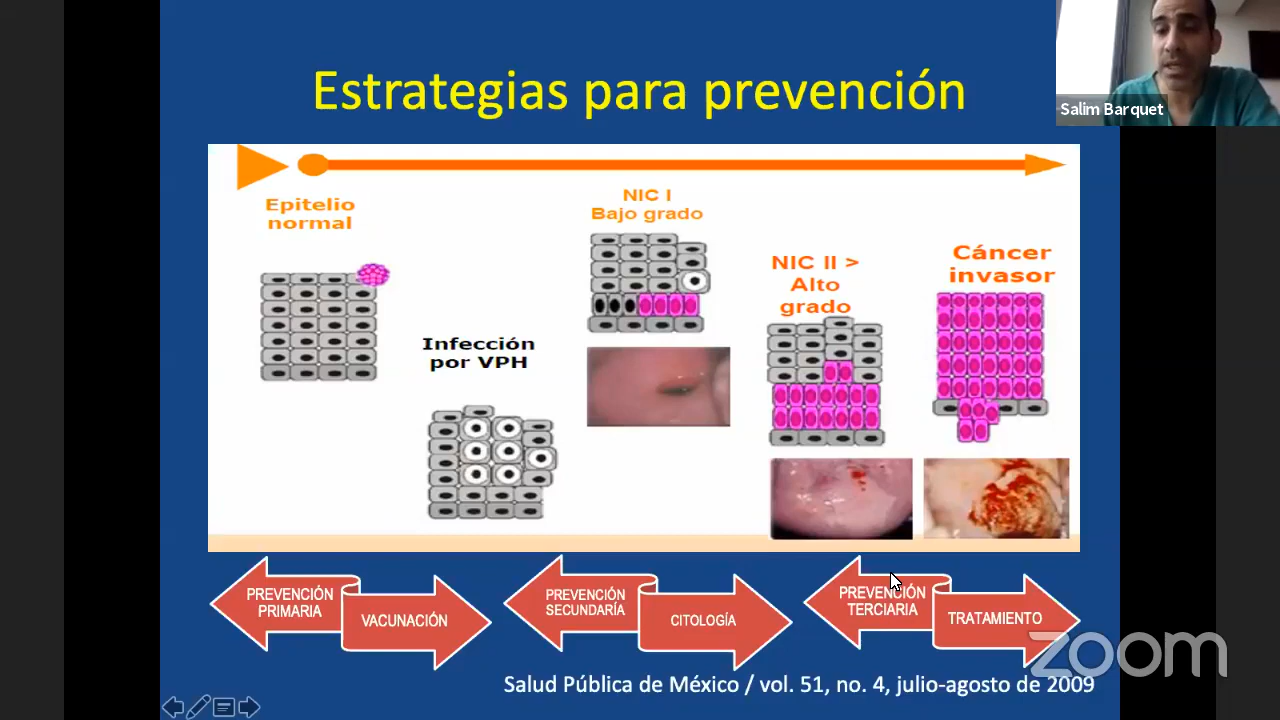 Estrategias para prevención
Salim Barquet
Epitelio
normal
Infección
por VPH
NIC I
Bajo grado
NIC II >
Alto
grado
Cáncer
invasor
PREVENCIÓN
PRIMARIA
VACUNACIÓN
PREVENCIÓN
SECUNDARÍA
CITOLOGÍA
PREVENCIÓN
TERCIARIA
TRATAMIENTO
zoom
Salud Pública de México / vol. 51, no. 4, julio-agosto de 2009